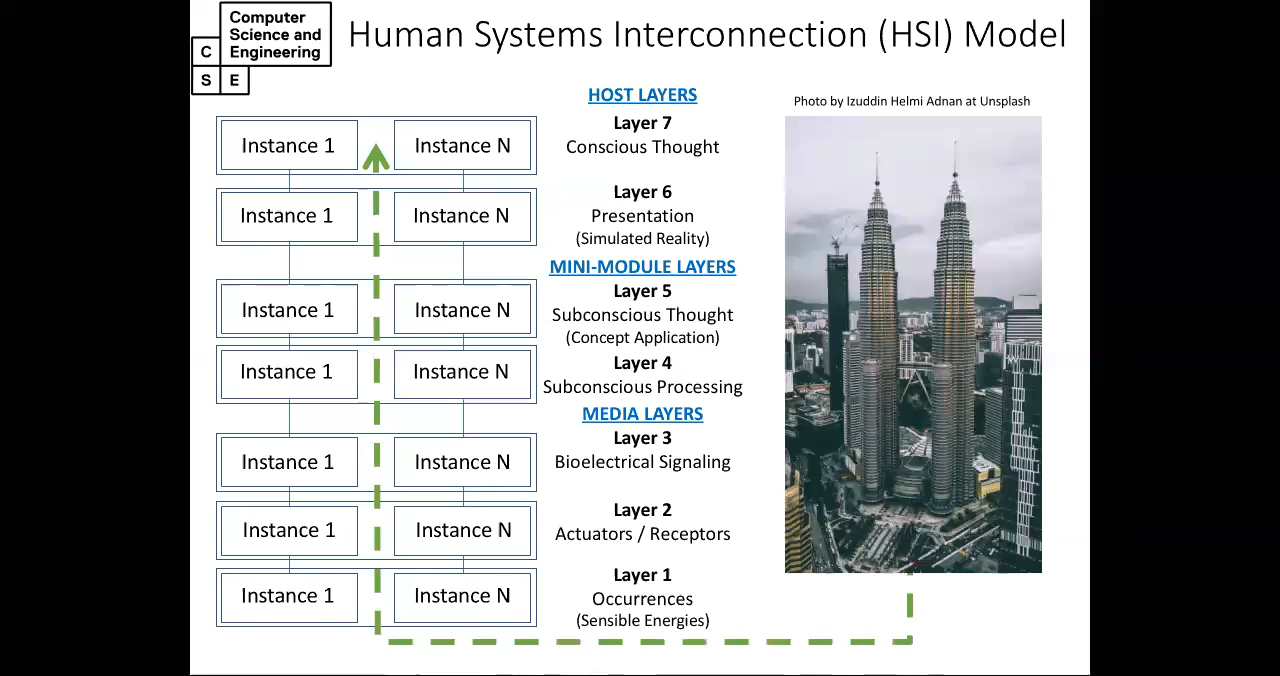 Computer
Science and
Engineering
C
S E
Human Systems Interconnection (HSI) Model
HOST LAYERS
Photo by Izuddin Helmi Adnan at Unsplash
Instance 1
Instance N
Layer 7
Conscious Thought
Instance 1
Instance N
Layer 6
Presentation
(Simulated Reality)
MINI-MODULE LAYERS
Instance 1
Instance N
Layer 5
Subconscious Thought
(Concept Application)
Instance 1
Instance N
Layer 4
Subconscious Processing
MEDIA LAYERS
Instance 1
Instance N
Layer 3
Bioelectrical Signaling
Instance 1
Instance N
Layer 2
Actuators / Receptors
Instance 1
Instance N
Layer 1
Occurrences
(Sensible Energies)